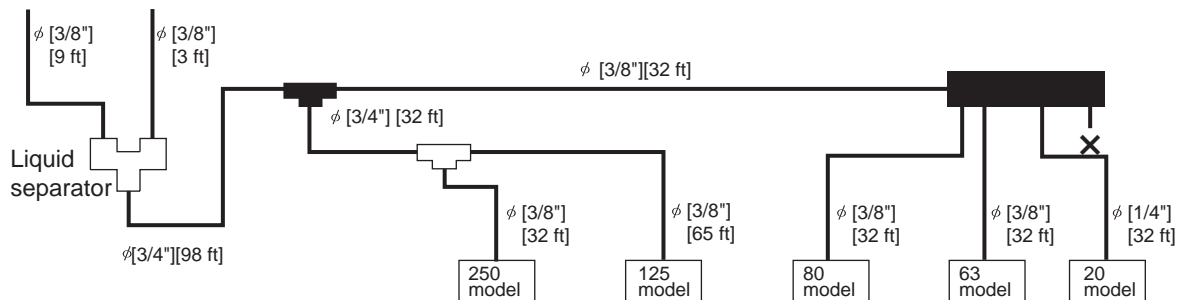 ϕ [3/8"]
[9 ft]
ϕ [3/8"]
[3 ft]
ϕ [3/8"][32 ft]
ϕ [3/4"] [32 ft]
Liquid
separator
ϕ[3/4"][98 ft]
ϕ [3/8"]
[32 ft]
ϕ [3/8"]
[65 ft]
ϕ [3/8"]
[32 ft]
ϕ [3/8"]
[32 ft]
ϕ [1/4"]
[32 ft]
250
model
125
model
80
model
63
model
20
model